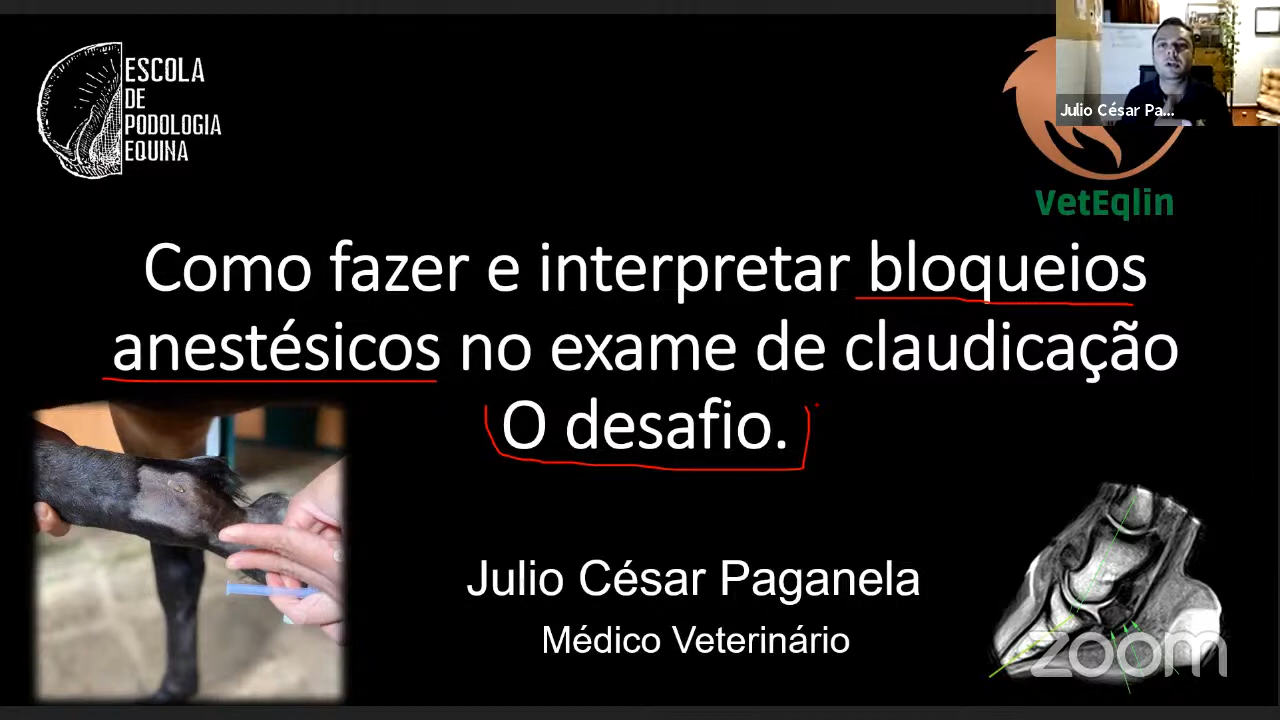 ESCOLA
DE
PODOLOGIA
EQUINA
Julio César Pa...
VetEqlin
Como fazer e interpretar bloqueios
anestésicos no exame de claudicação
O desafio.
Julio César Paganela
Médico Veterinário
zoom